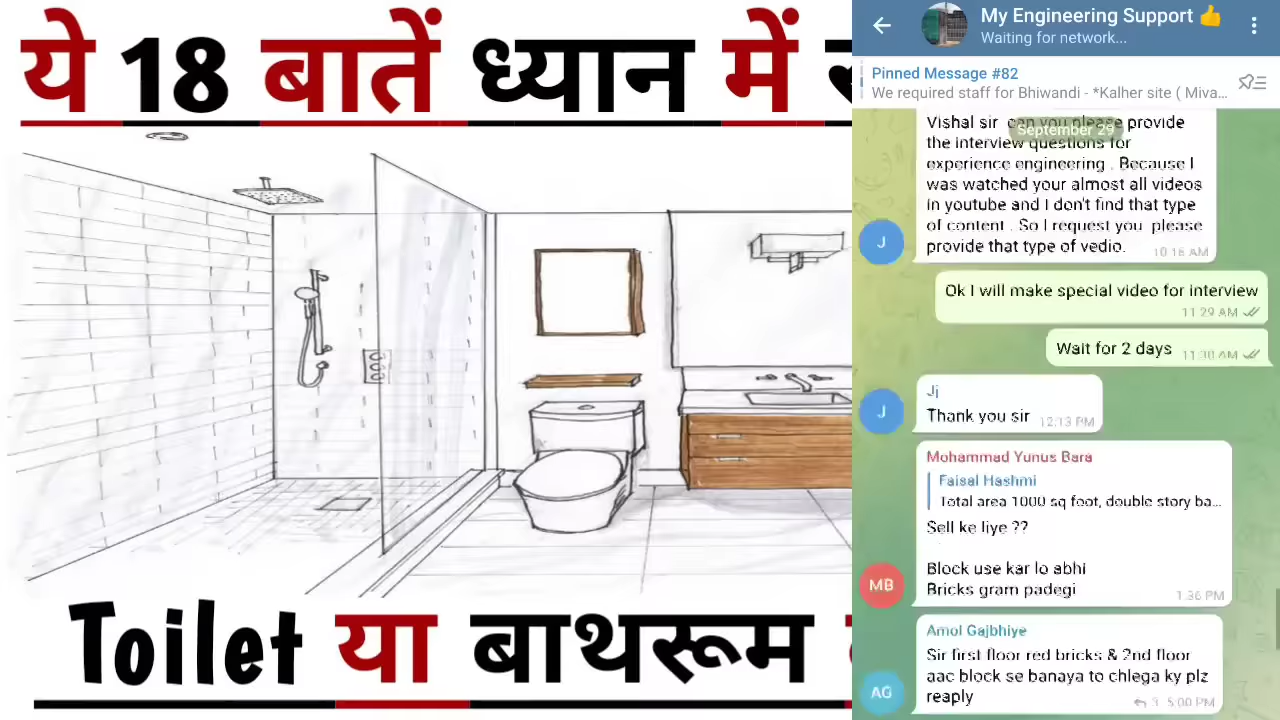 ये 18 बातें ध्यान में
Toilet या बाथरूम
My Engineering Support 👍
Waiting for network...
Pinned Message #82
We required staff for Bhiwandi - *Kalher site ( Miva...
September 29
Vishal sir can you please provide
the interview questions for
experience engineering . Because I
was watched your almost all videos
in youtube and I don't find that type
of content . So I request you please
provide that type of vedio.
10:16 AM
J
Ok I will make special video for interview
11:29 AM
Wait for 2 days
11:30 AM
Jj
Thank you sir
12:13 PM
J
Mohammad Yunus Bara
Faisal Hashmi
Total area 1000 sq foot, double story ba...
Sell ke liye ??
Block use kar lo abhi
Bricks gram padegi
1:36 PM
MB
Amol Gajbhiye
Sir first floor red bricks & 2nd floor
aac block se banaya to chlega ky plz
reaply
3 5:00 PM
AG